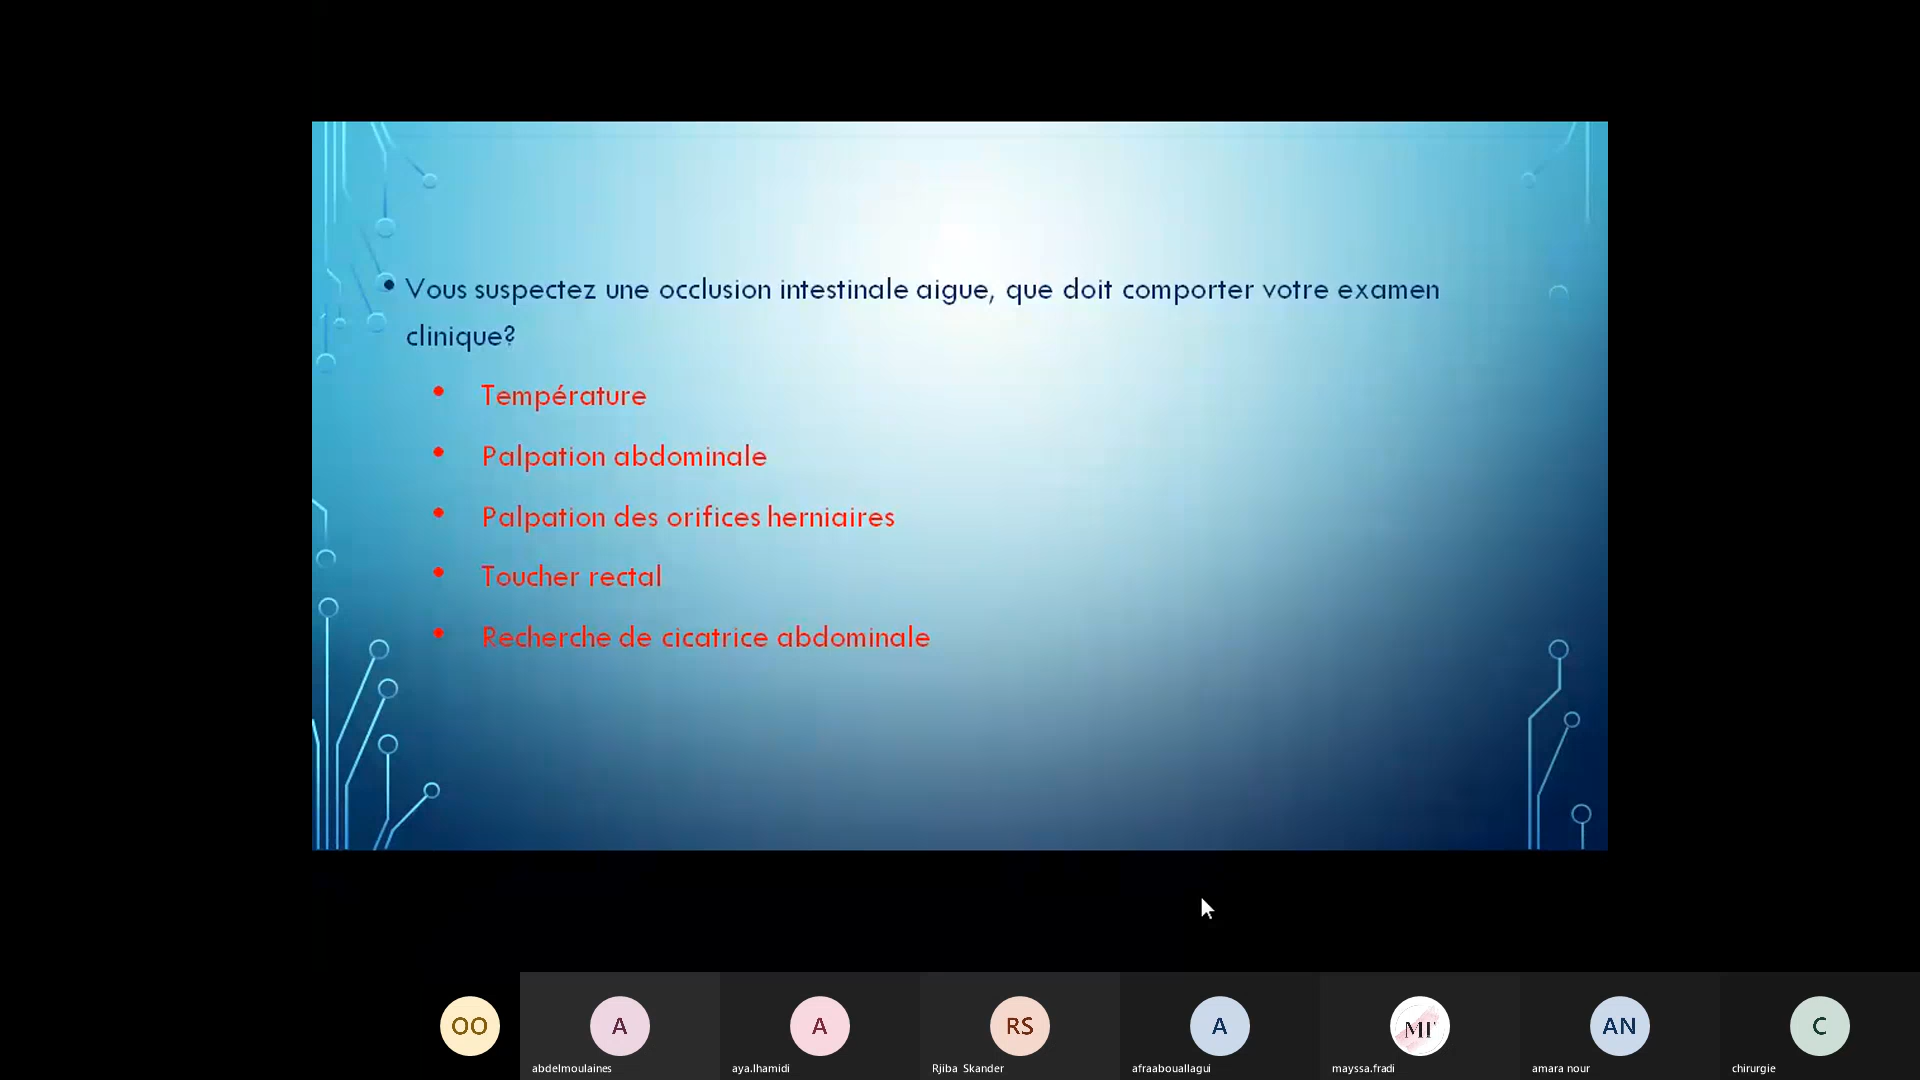 • Vous suspectez une occlusion intestinale aigue, que doit comporter votre examen
clinique?
• Température
• Palpation abdominale
• Palpation des orifices herniaires
• Toucher rectal
• Recherche de cicatrice abdominale
OO A A RS A MF AN C
abdelmoulaines aya.lhamidi Rjiba Skander afraabouallagui mayssa.fradi amara nour chirurgie